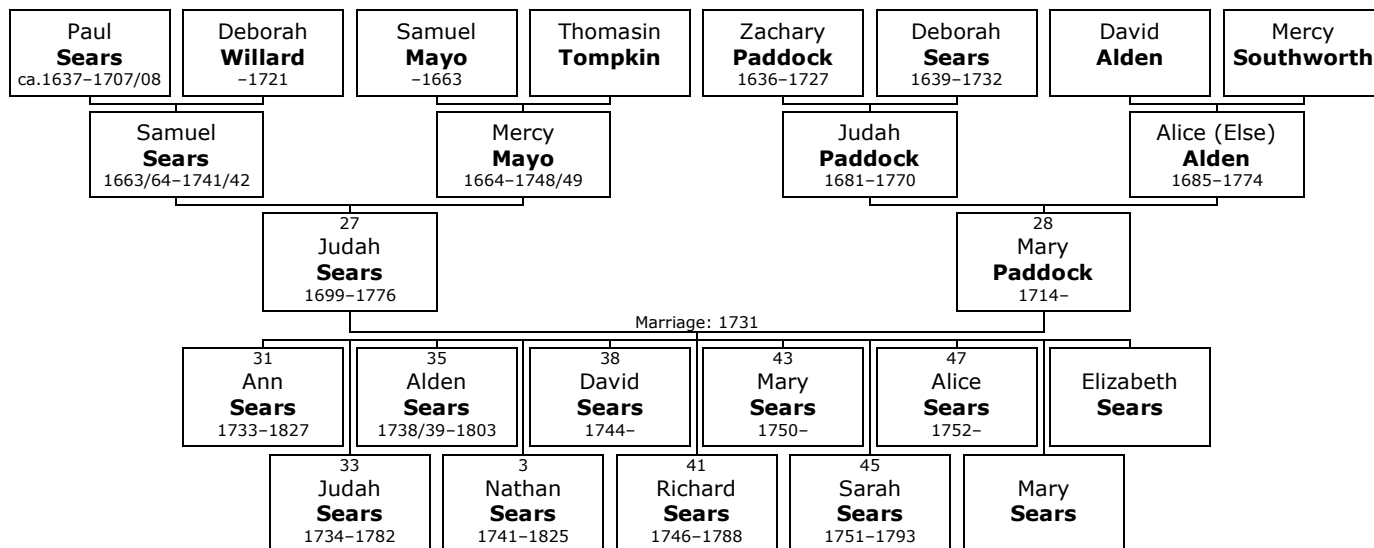 Paul
Sears
ca.1637–1707/08
Deborah
Willard
–1721
Samuel
Mayo
–1663
Thomasin
Tompkin
Zachary
Paddock
1636–1727
Deborah
Sears
1639–1732
David
Alden
Mercy
Southworth
Samuel
Sears
1663/64–1741/42
Mercy
Mayo
1664–1748/49
Judah
Paddock
1681–1770
Alice (Else)
Alden
1685–1774
27
Judah
Sears
1699–1776
28
Mary
Paddock
1714–
Marriage: 1731
31
Ann
Sears
1733–1827
35
Alden
Sears
1738/39–1803
38
David
Sears
1744–
43
Mary
Sears
1750–
47
Alice
Sears
1752–
Elizabeth
Sears
33
Judah
Sears
1734–1782
3
Nathan
Sears
1741–1825
41
Richard
Sears
1746–1788
45
Sarah
Sears
1751–1793
Mary
Sears